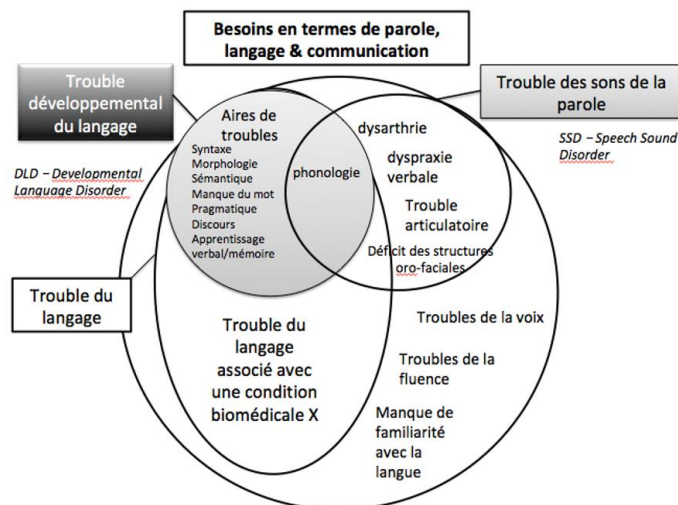 Besoins en termes de parole,
langage & communication
Trouble
développemental
du langage
DLD – Developmental
Language Disorder
Trouble des sons de la
parole
SSD – Speech Sound
Disorder
Aires de
troubles
Syntaxe
Morphologie
Sémantique
Manque du mot
Pragmatique
Discours
Apprentissage
verbal/mémoire
phonologie
dysarthrie
dyspraxie
verbale
Trouble
articulatoire
Déficit des structures
oro-faciales
Trouble du
langage
Trouble du
langage
associé avec
une condition
biomédicale X
Troubles de la voix
Troubles de la
fluence
Manque de
familiarité
avec la
langue